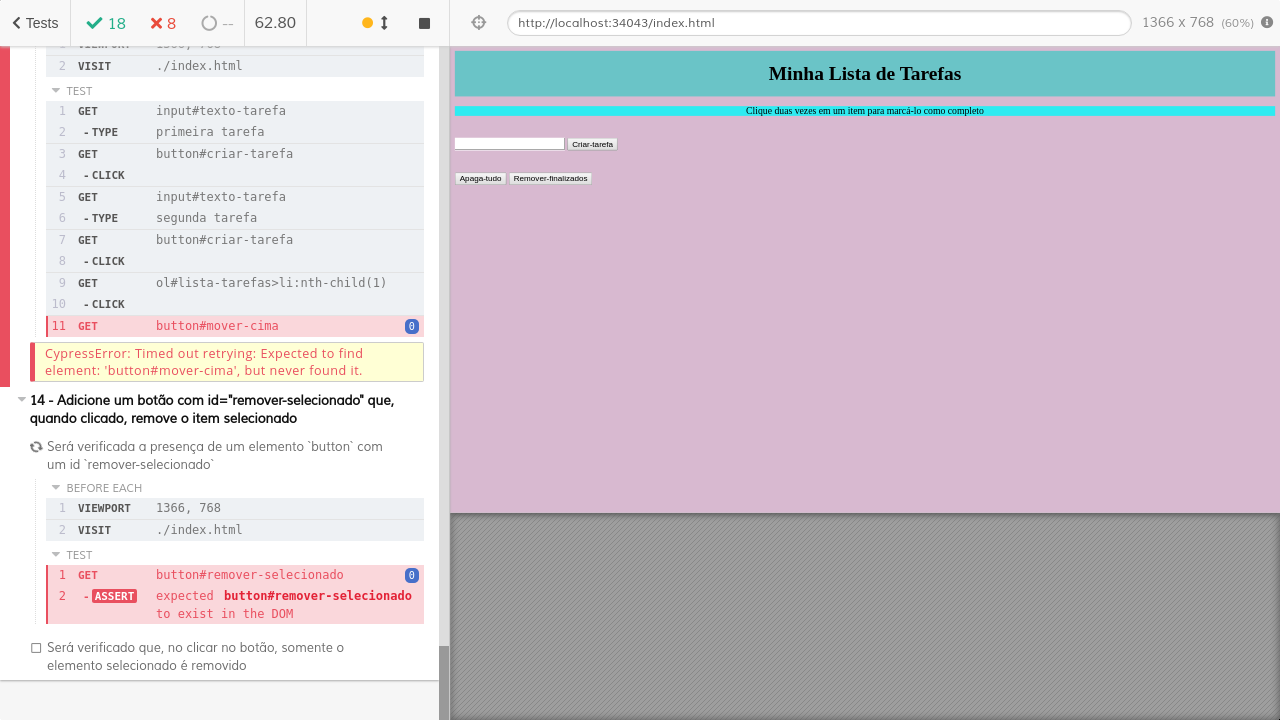 Tests 18 8 -- 62.80
http://localhost:34043/index.html 1366 x 768 (60%)
1 VIEWPORT 1366, 768
2 VISIT ./index.html
TEST
1 GET input#texto-tarefa
2 -TYPE primeira tarefa
3 GET button#criar-tarefa
4 -CLICK
5 GET input#texto-tarefa
6 -TYPE segunda tarefa
7 GET button#criar-tarefa
8 -CLICK
9 GET ol#lista-tarefas>li:nth-child(1)
10 -CLICK
11 GET button#mover-cima 0
CypressError: Timed out retrying: Expected to find
element: 'button#mover-cima', but never found it.
14 - Adicione um botão com id="remover-selecionado" que,
quando clicado, remove o item selecionado
Será verificada a presença de um elemento `button` com
um id `remover-selecionado`
BEFORE EACH
1 VIEWPORT 1366, 768
2 VISIT ./index.html
TEST
1 GET button#remover-selecionado 0
2 -ASSERT expected button#remover-selecionado
to exist in the DOM
Será verificado que, no clicar no botão, somente o
elemento selecionado é removido
Minha Lista de Tarefas
Clique duas vezes em um item para marcá-lo como completo
Criar-tarefa
Apaga-tudo Remover-finalizados